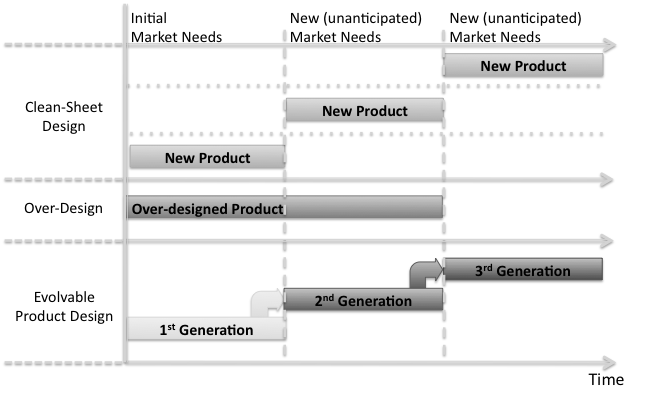 Initial
Market Needs
New (unanticipated)
Market Needs
New (unanticipated)
Market Needs
New Product
Clean-Sheet
Design
New Product
New Product
Over-Design
Over-designed Product
3rd Generation
Evolvable
Product Design
2nd Generation
1st Generation
Time